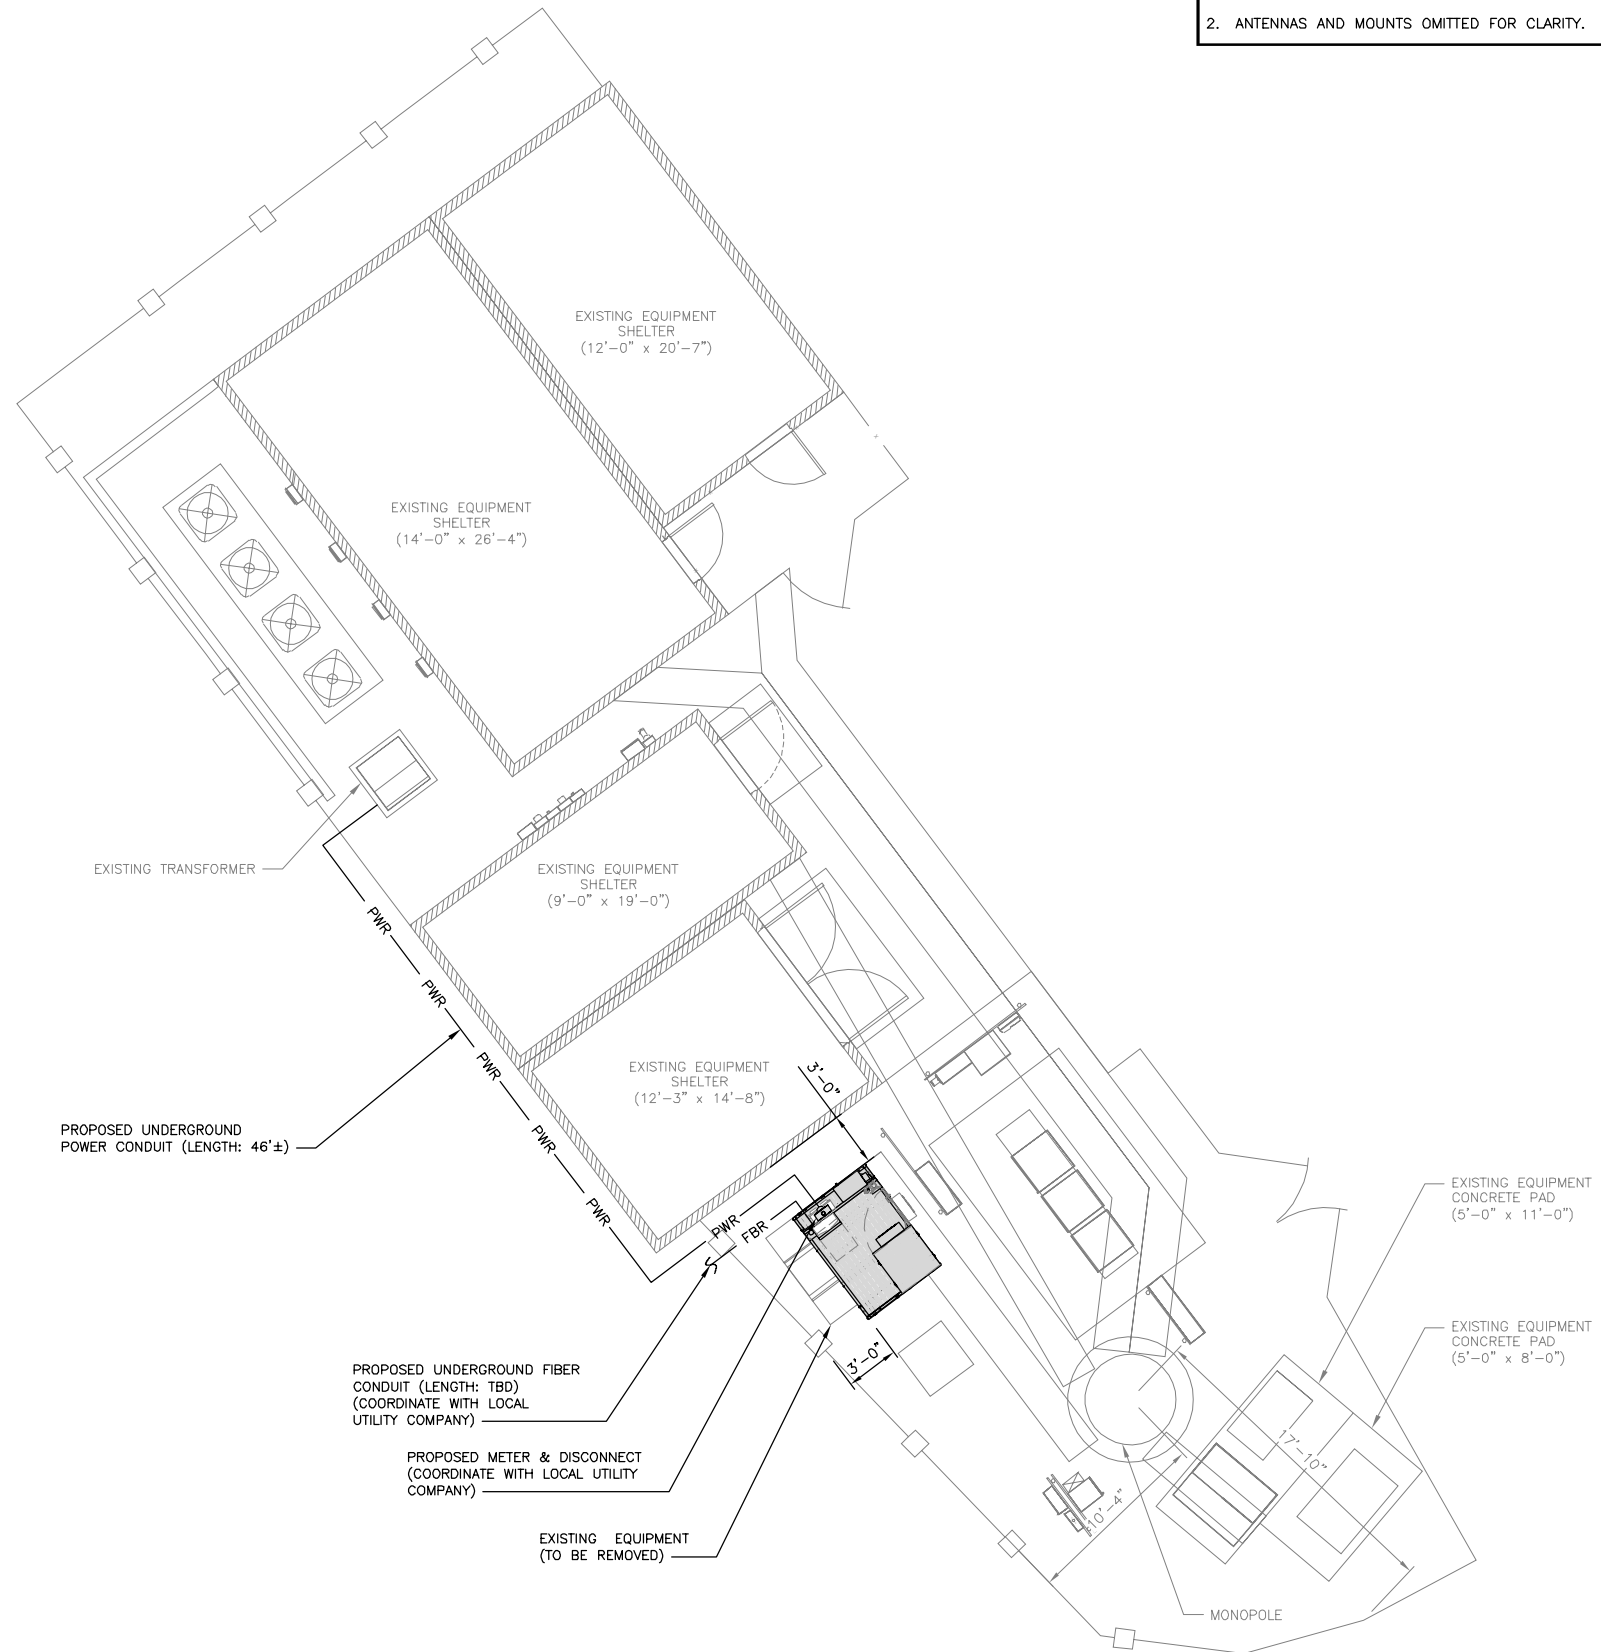 2. ANTENNAS AND MOUNTS OMITTED FOR CLARITY.
EXISTING EQUIPMENT
SHELTER
(12'-0" x 20'-7")
EXISTING EQUIPMENT
SHELTER
(14'-0" x 26'-4")
EXISTING TRANSFORMER
EXISTING EQUIPMENT
SHELTER
(9'-0" x 19'-0")
PWR
PWR
PWR
PWR
PWR
PWR
FBR
EXISTING EQUIPMENT
SHELTER
(12'-3" x 14'-8")
3'-0"
PROPOSED UNDERGROUND
POWER CONDUIT (LENGTH: 46'±)
EXISTING EQUIPMENT
CONCRETE PAD
(5'-0" x 11'-0")
EXISTING EQUIPMENT
CONCRETE PAD
(5'-0" x 8'-0")
3'-0"
PROPOSED UNDERGROUND FIBER
CONDUIT (LENGTH: TBD)
(COORDINATE WITH LOCAL
UTILITY COMPANY)
PROPOSED METER & DISCONNECT
(COORDINATE WITH LOCAL UTILITY
COMPANY)
EXISTING EQUIPMENT
(TO BE REMOVED)
17'-10"
10'-4"
MONOPOLE